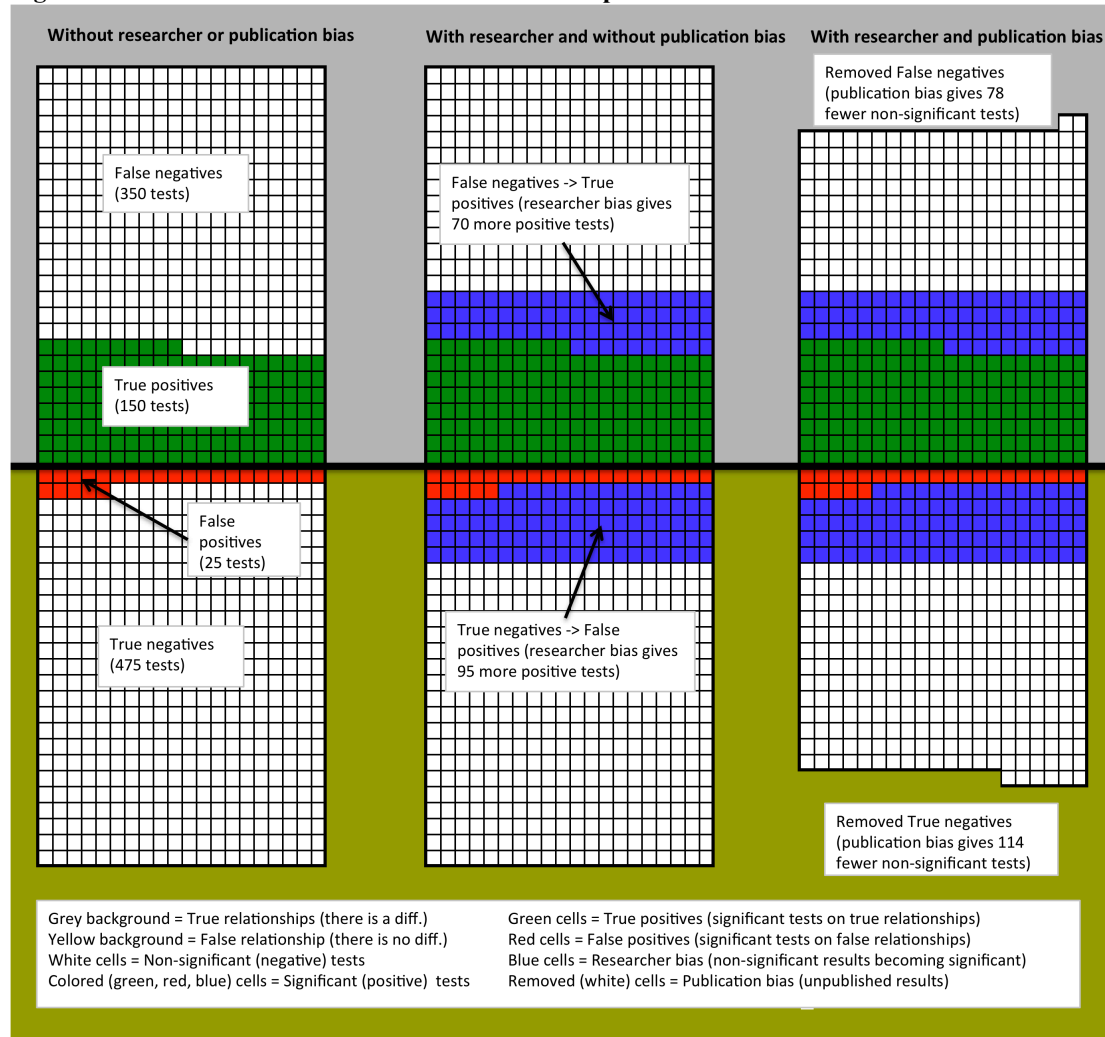 Without researcher or publication bias
With researcher and without publication bias
With researcher and publication bias
Removed False negatives
(publication bias gives 78
fewer non-significant tests)
False negatives
(350 tests)
False negatives -> True
positives (researcher bias gives
70 more positive tests)
True positives
(150 tests)
False
positives
(25 tests)
True negatives
(475 tests)
True negatives -> False
positives (researcher bias gives
95 more positive tests)
Removed True negatives
(publication bias gives 114
fewer non-significant tests)
Grey background = True relationships (there is a diff.)
Yellow background = False relationship (there is no diff.)
White cells = Non-significant (negative) tests
Colored (green, red, blue) cells = Significant (positive) tests
Green cells = True positives (significant tests on true relationships)
Red cells = False positives (significant tests on false relationships)
Blue cells = Researcher bias (non-significant results becoming significant)
Removed (white) cells = Publication bias (unpublished results)